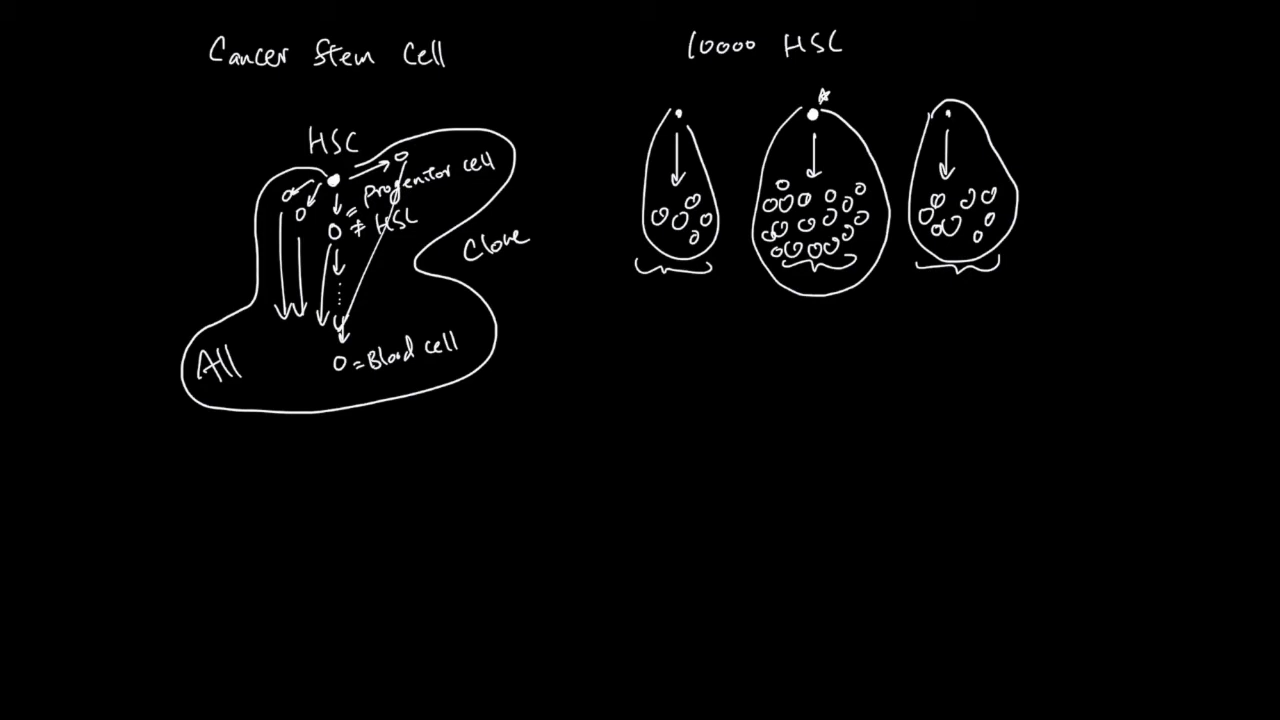 Cancer Stem Cell
10000 HSC
HSC
= progenitor cell
≠ HSC
Clone
All
= Blood cell